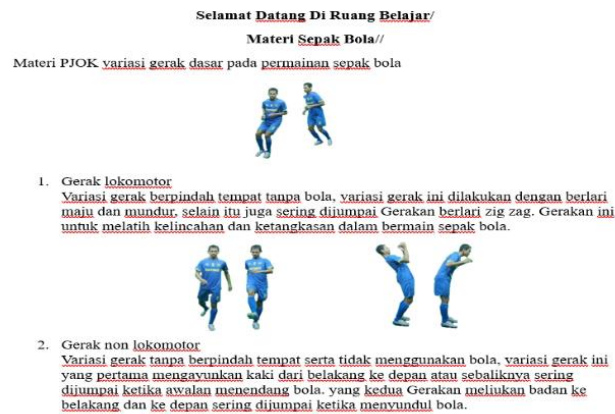 Selamat Datang Di Ruang Belajar/
Materi Sepak Bola//
Materi PJOK variasi gerak dasar pada permainan sepak bola
1. Gerak lokomotor
Variasi gerak berpindah tempat tanpa bola, variasi gerak ini dilakukan dengan berlari
maju dan mundur, selain itu juga sering dijumpai Gerakan berlari zig zag. Gerakan ini
untuk melatih kelincahan dan ketangkasan dalam bermain sepak bola.
2. Gerak non lokomotor
Variasi gerak tanpa berpindah tempat serta tidak menggunakan bola, variasi gerak ini
yang pertama mengayunkan kaki dari belakang ke depan atau sebaliknya sering
dijumpai ketika awalan menendang bola. yang kedua Gerakan meliukan badan ke
belakang dan ke depan sering dijumpai ketika menyundul bola.